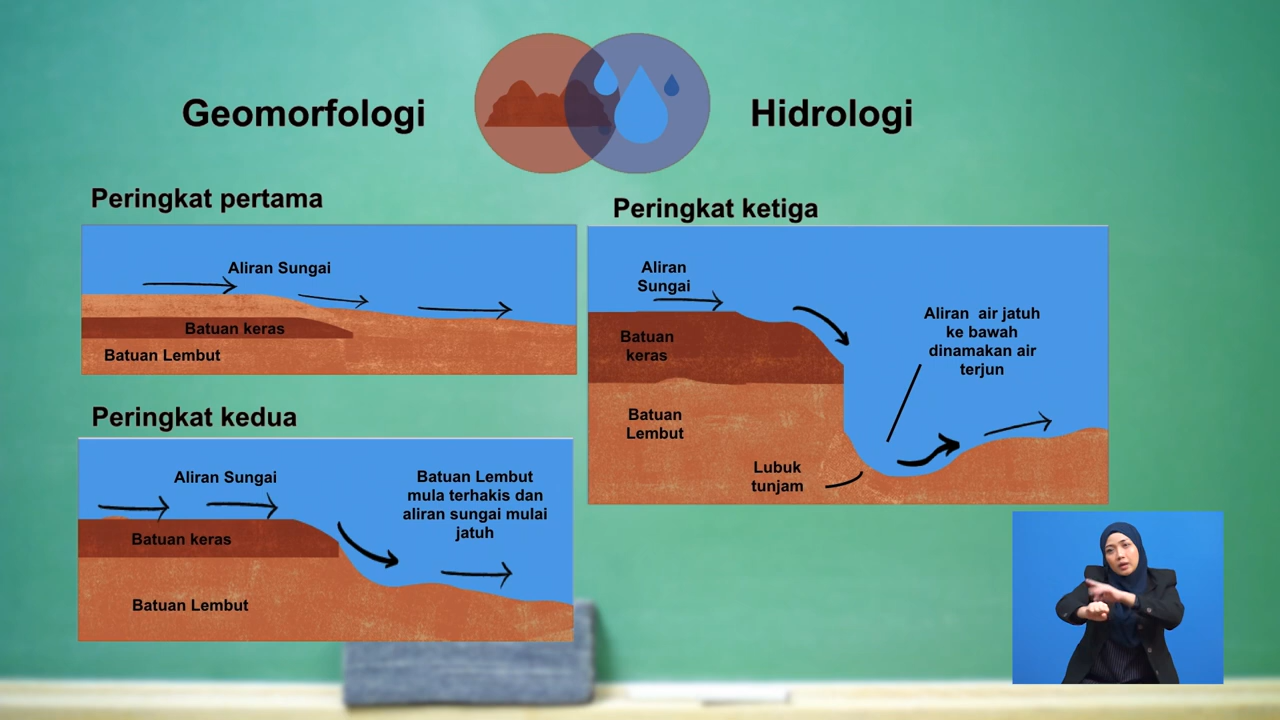 Geomorfologi
Hidrologi
Peringkat pertama
Aliran Sungai
Batuan keras
Batuan Lembut
Peringkat kedua
Aliran Sungai
Batuan Lembut
mula terhakis dan
aliran sungai mulai
jatuh
Batuan keras
Batuan Lembut
Peringkat ketiga
Aliran
Sungai
Batuan
keras
Aliran air jatuh
ke bawah
dinamakan air
terjun
Batuan
Lembut
Lubuk
tunjam